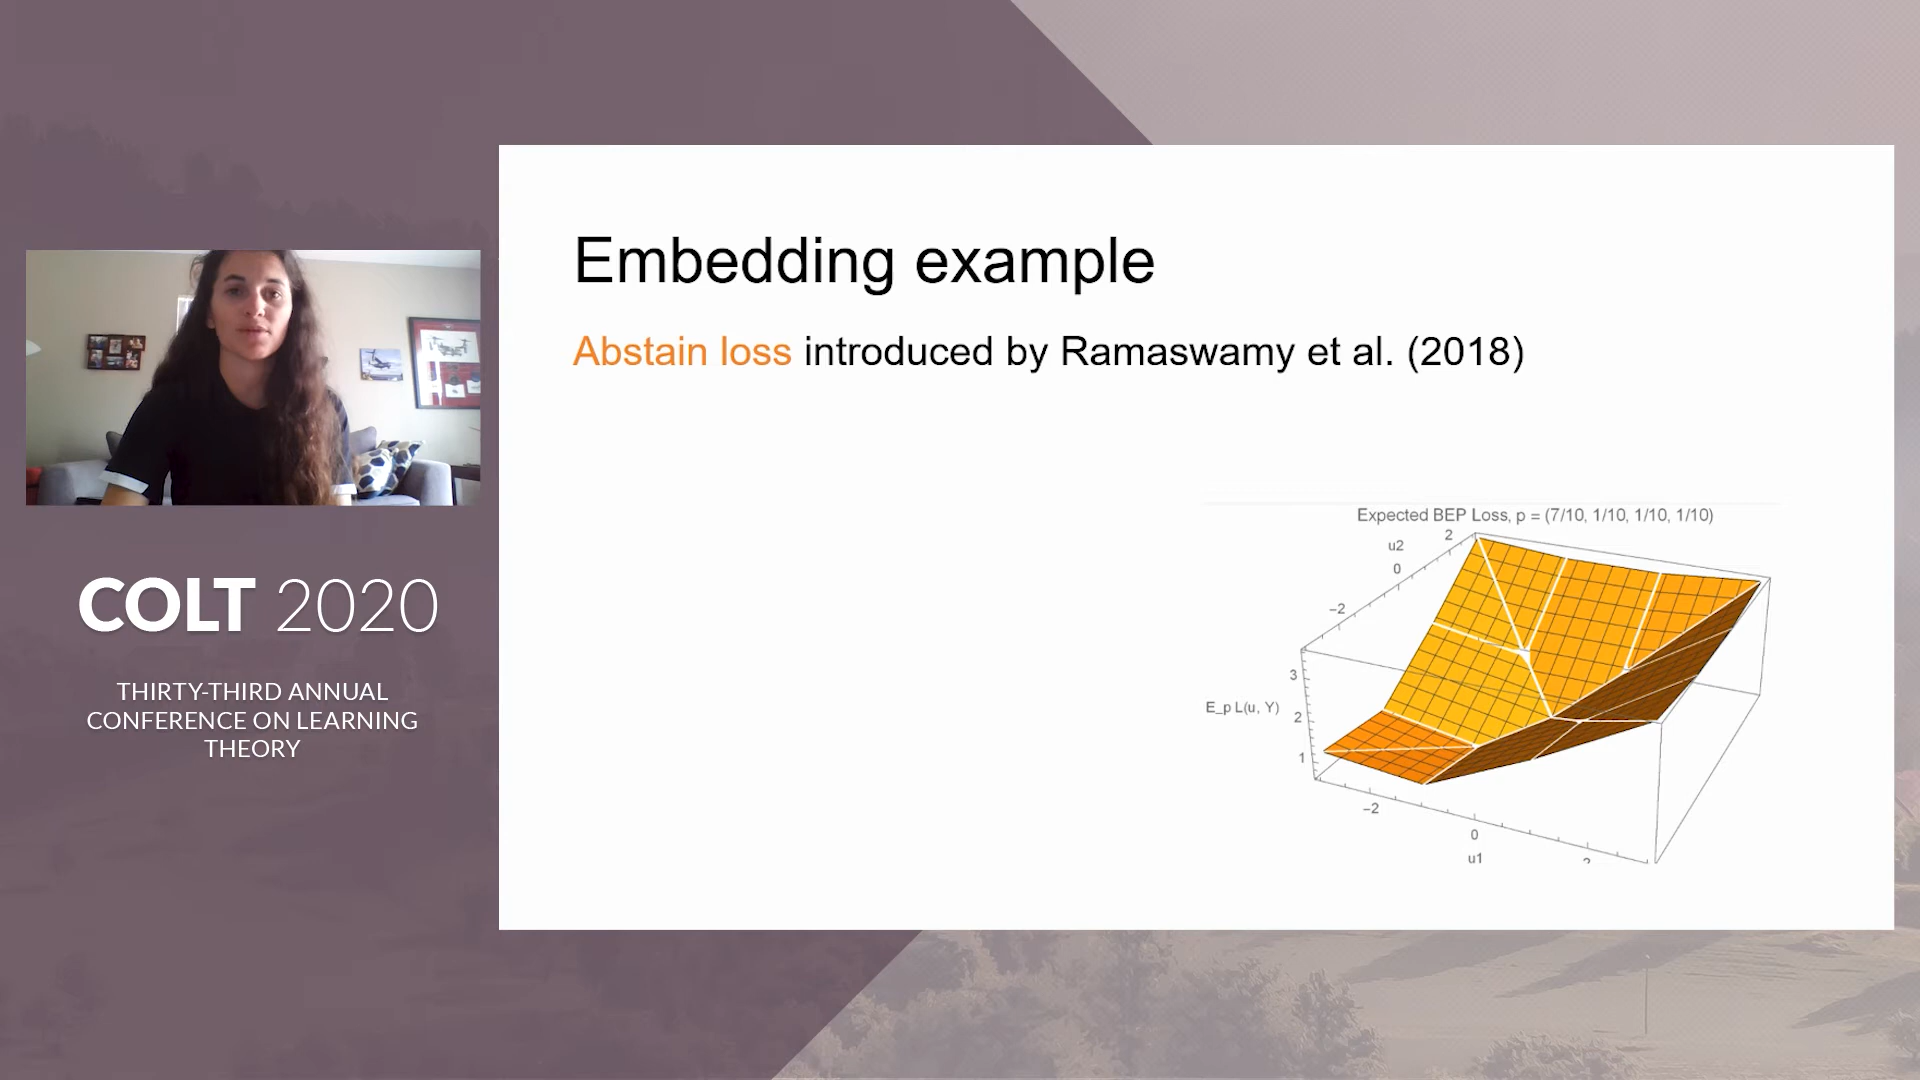 Embedding example
Abstain loss introduced by Ramaswamy et al. (2018)
Expected BEP Loss, p = (7/10, 1/10, 1/10, 1/10)
u2
2
0
−2
3
E_p L(u, Y)
2
1
−2
0
u1
2
COLT 2020
THIRTY-THIRD ANNUAL
CONFERENCE ON LEARNING
THEORY